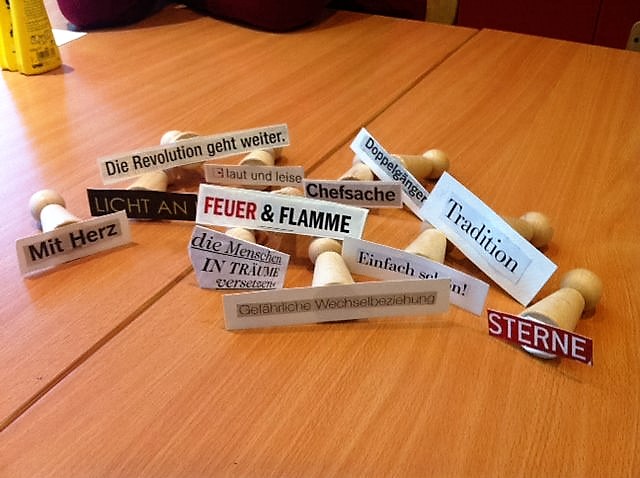 Die Revolution geht weiter.
laut und leise
Doppelgänger
Chefsache
LICHT AN
FEUER & FLAMME
Tradition
Mit Herz
die Menschen
IN TRÄUME
versetzen
Einfach
Gefährliche Wechselbeziehung
STERNE